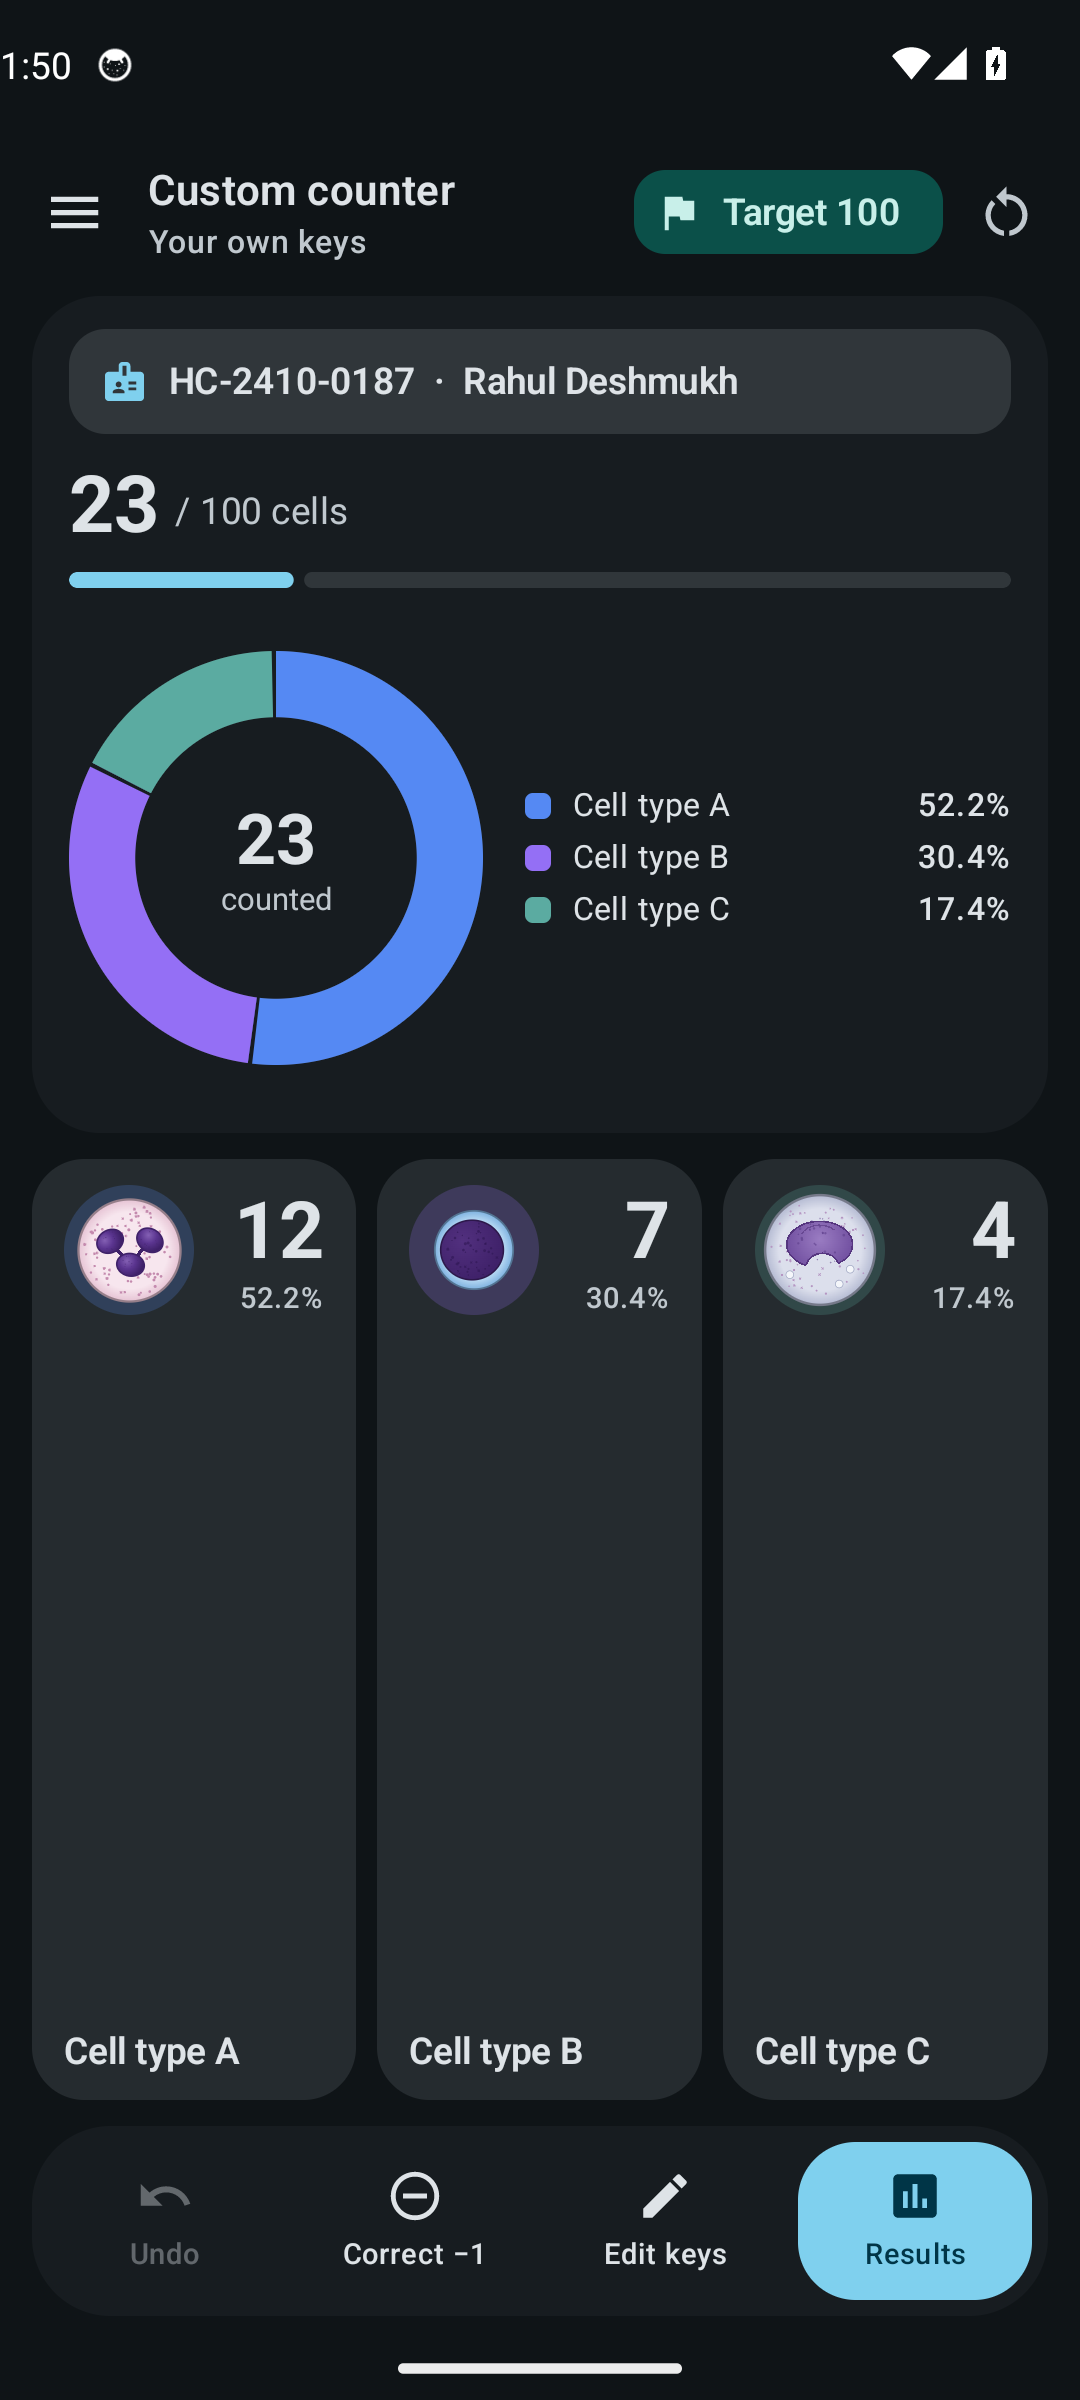 1:50
Custom counter
Your own keys
Target 100
HC-2410-0187 · Rahul Deshmukh
23 / 100 cells
23
counted
Cell type A 52.2%
Cell type B 30.4%
Cell type C 17.4%
12
52.2%
Cell type A
7
30.4%
Cell type B
4
17.4%
Cell type C
Undo
Correct −1
Edit keys
Results